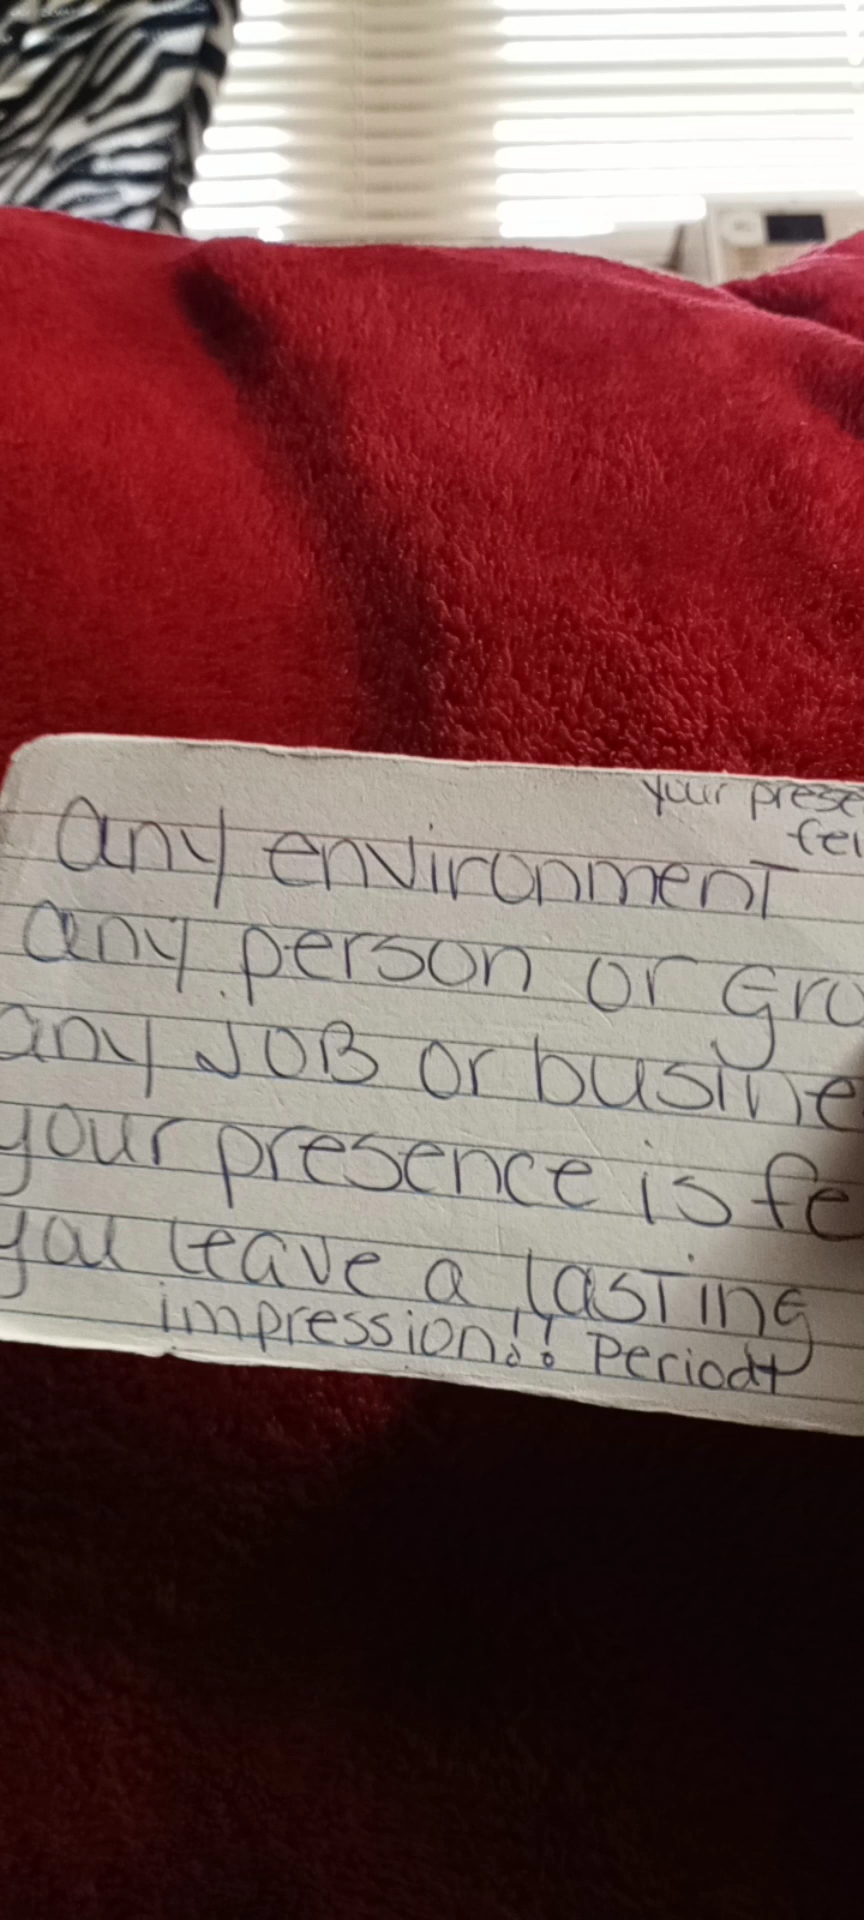 your prese
fel
any environment
any person or gro
any JOB or busine
your presence is fe
you leave a lasting
impression!! Periodt